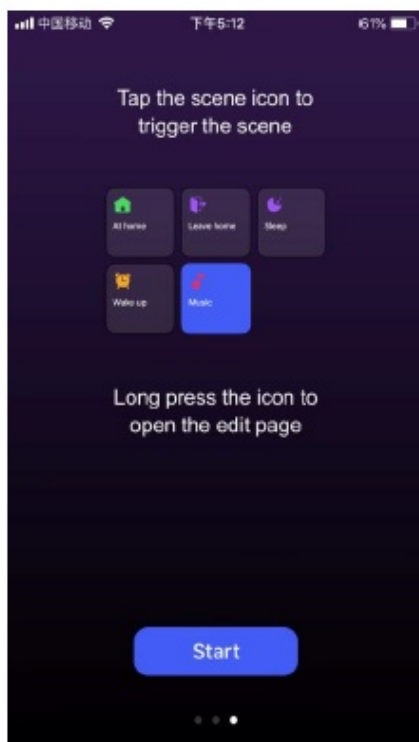 中国移动 下午5:12 61%
Tap the scene icon to
trigger the scene
At home Leave home Sleep
Wake up Music
Long press the icon to
open the edit page
Start